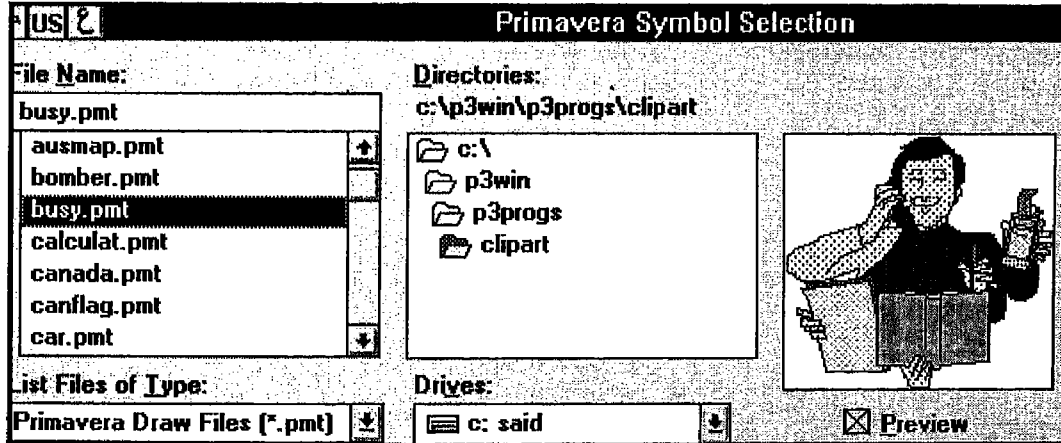 US
Primavera Symbol Selection
File Name:
busy.pmt
ausmap.pmt
bomber.pmt
busy.pmt
calculat.pmt
canada.pmt
canflag.pmt
car.pmt
List Files of Type:
Primavera Draw Files (*.pmt)
Directories:
c:\p3win\p3progs\clipart
c:\
p3win
p3progs
clipart
Drives:
c: said
Preview